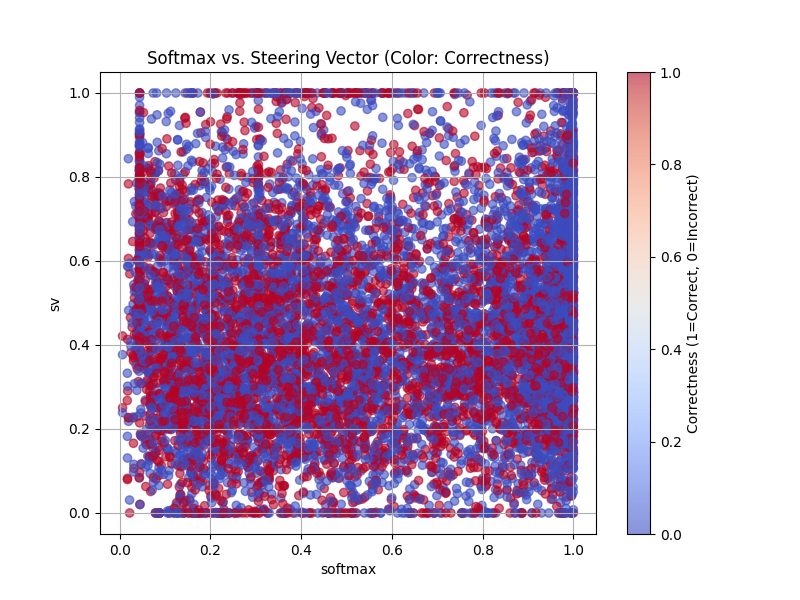 Softmax vs. Steering Vector (Color: Correctness)
1.0
0.8
0.6
0.4
0.2
0.0
sv
0.0 0.2 0.4 0.6 0.8 1.0
softmax
1.0
0.8
0.6
0.4
0.2
0.0
Correctness (1=Correct, 0=Incorrect)